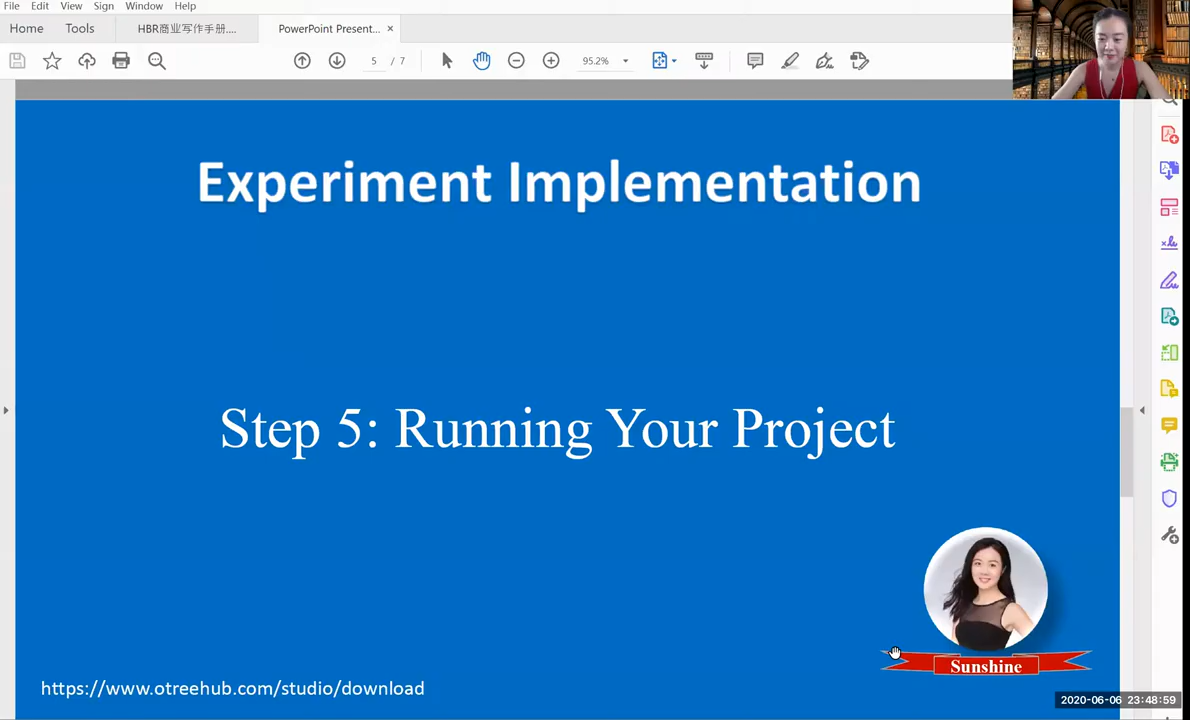 File Edit View Sign Window Help
Home Tools HBR商业写作手册.... PowerPoint Present... ×
5 / 7 95.2%
Experiment Implementation
Step 5: Running Your Project
Sunshine
https://www.otreehub.com/studio/download
2020-06-06 23:48:59